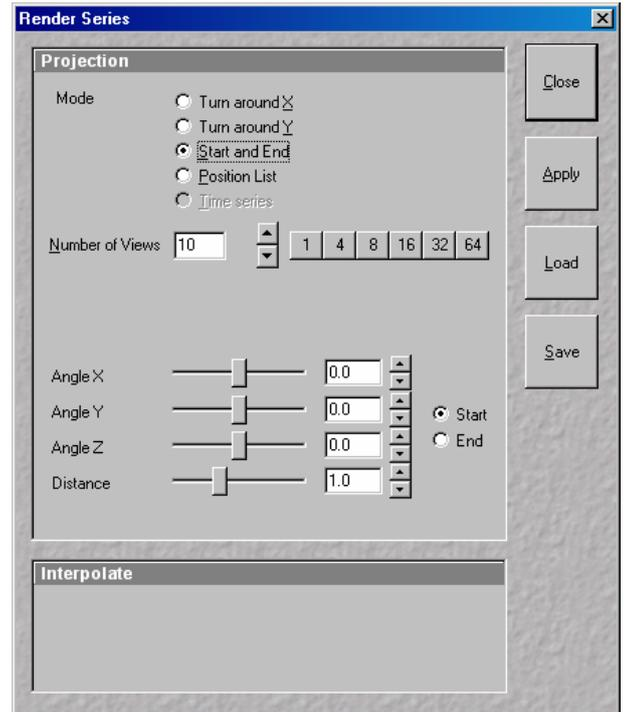 Render Series
Projection
Close
Mode
Turn around X
Turn around Y
Start and End
Position List
Time series
Apply
Number of Views 10 1 4 8 16 32 64
Load
Save
Angle X 0.0
Angle Y 0.0 Start
Angle Z 0.0 End
Distance 1.0
Interpolate